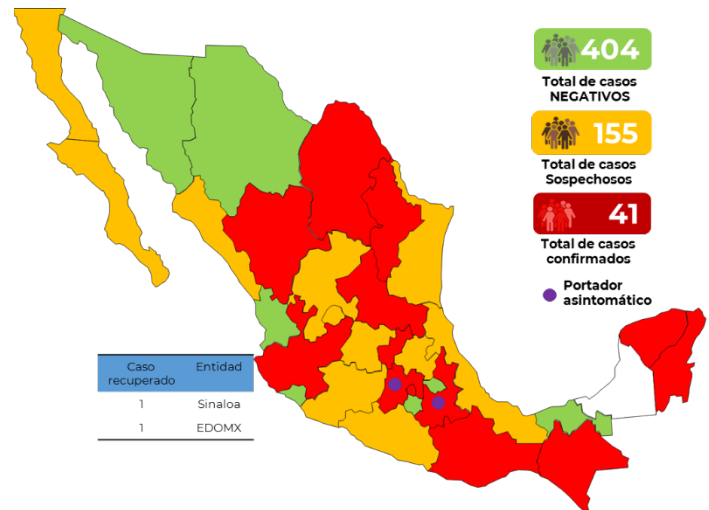 404
Total de casos
NEGATIVOS
155
Total de casos
Sospechosos
41
Total de casos
confirmados
Portador
asintomático
Caso
recuperado
Entidad
1 Sinaloa
1 EDOMX